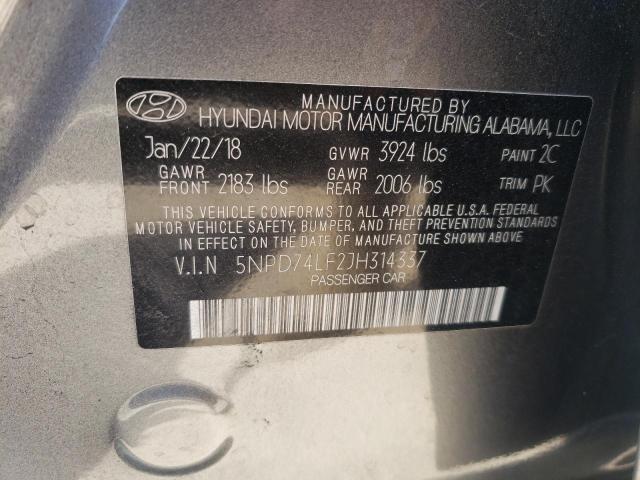 MANUFACTURED BY
HYUNDAI MOTOR MANUFACTURING ALABAMA, LLC
Jan/22/18 GVWR 3924 lbs PAINT 2C
GAWR FRONT 2183 lbs GAWR REAR 2006 lbs TRIM PK
THIS VEHICLE CONFORMS TO ALL APPLICABLE U.S.A. FEDERAL
MOTOR VEHICLE SAFETY, BUMPER, AND THEFT PREVENTION STANDARDS
IN EFFECT ON THE DATE OF MANUFACTURE SHOWN ABOVE
V.I.N 5NPD74LF2JH314337
PASSENGER CAR